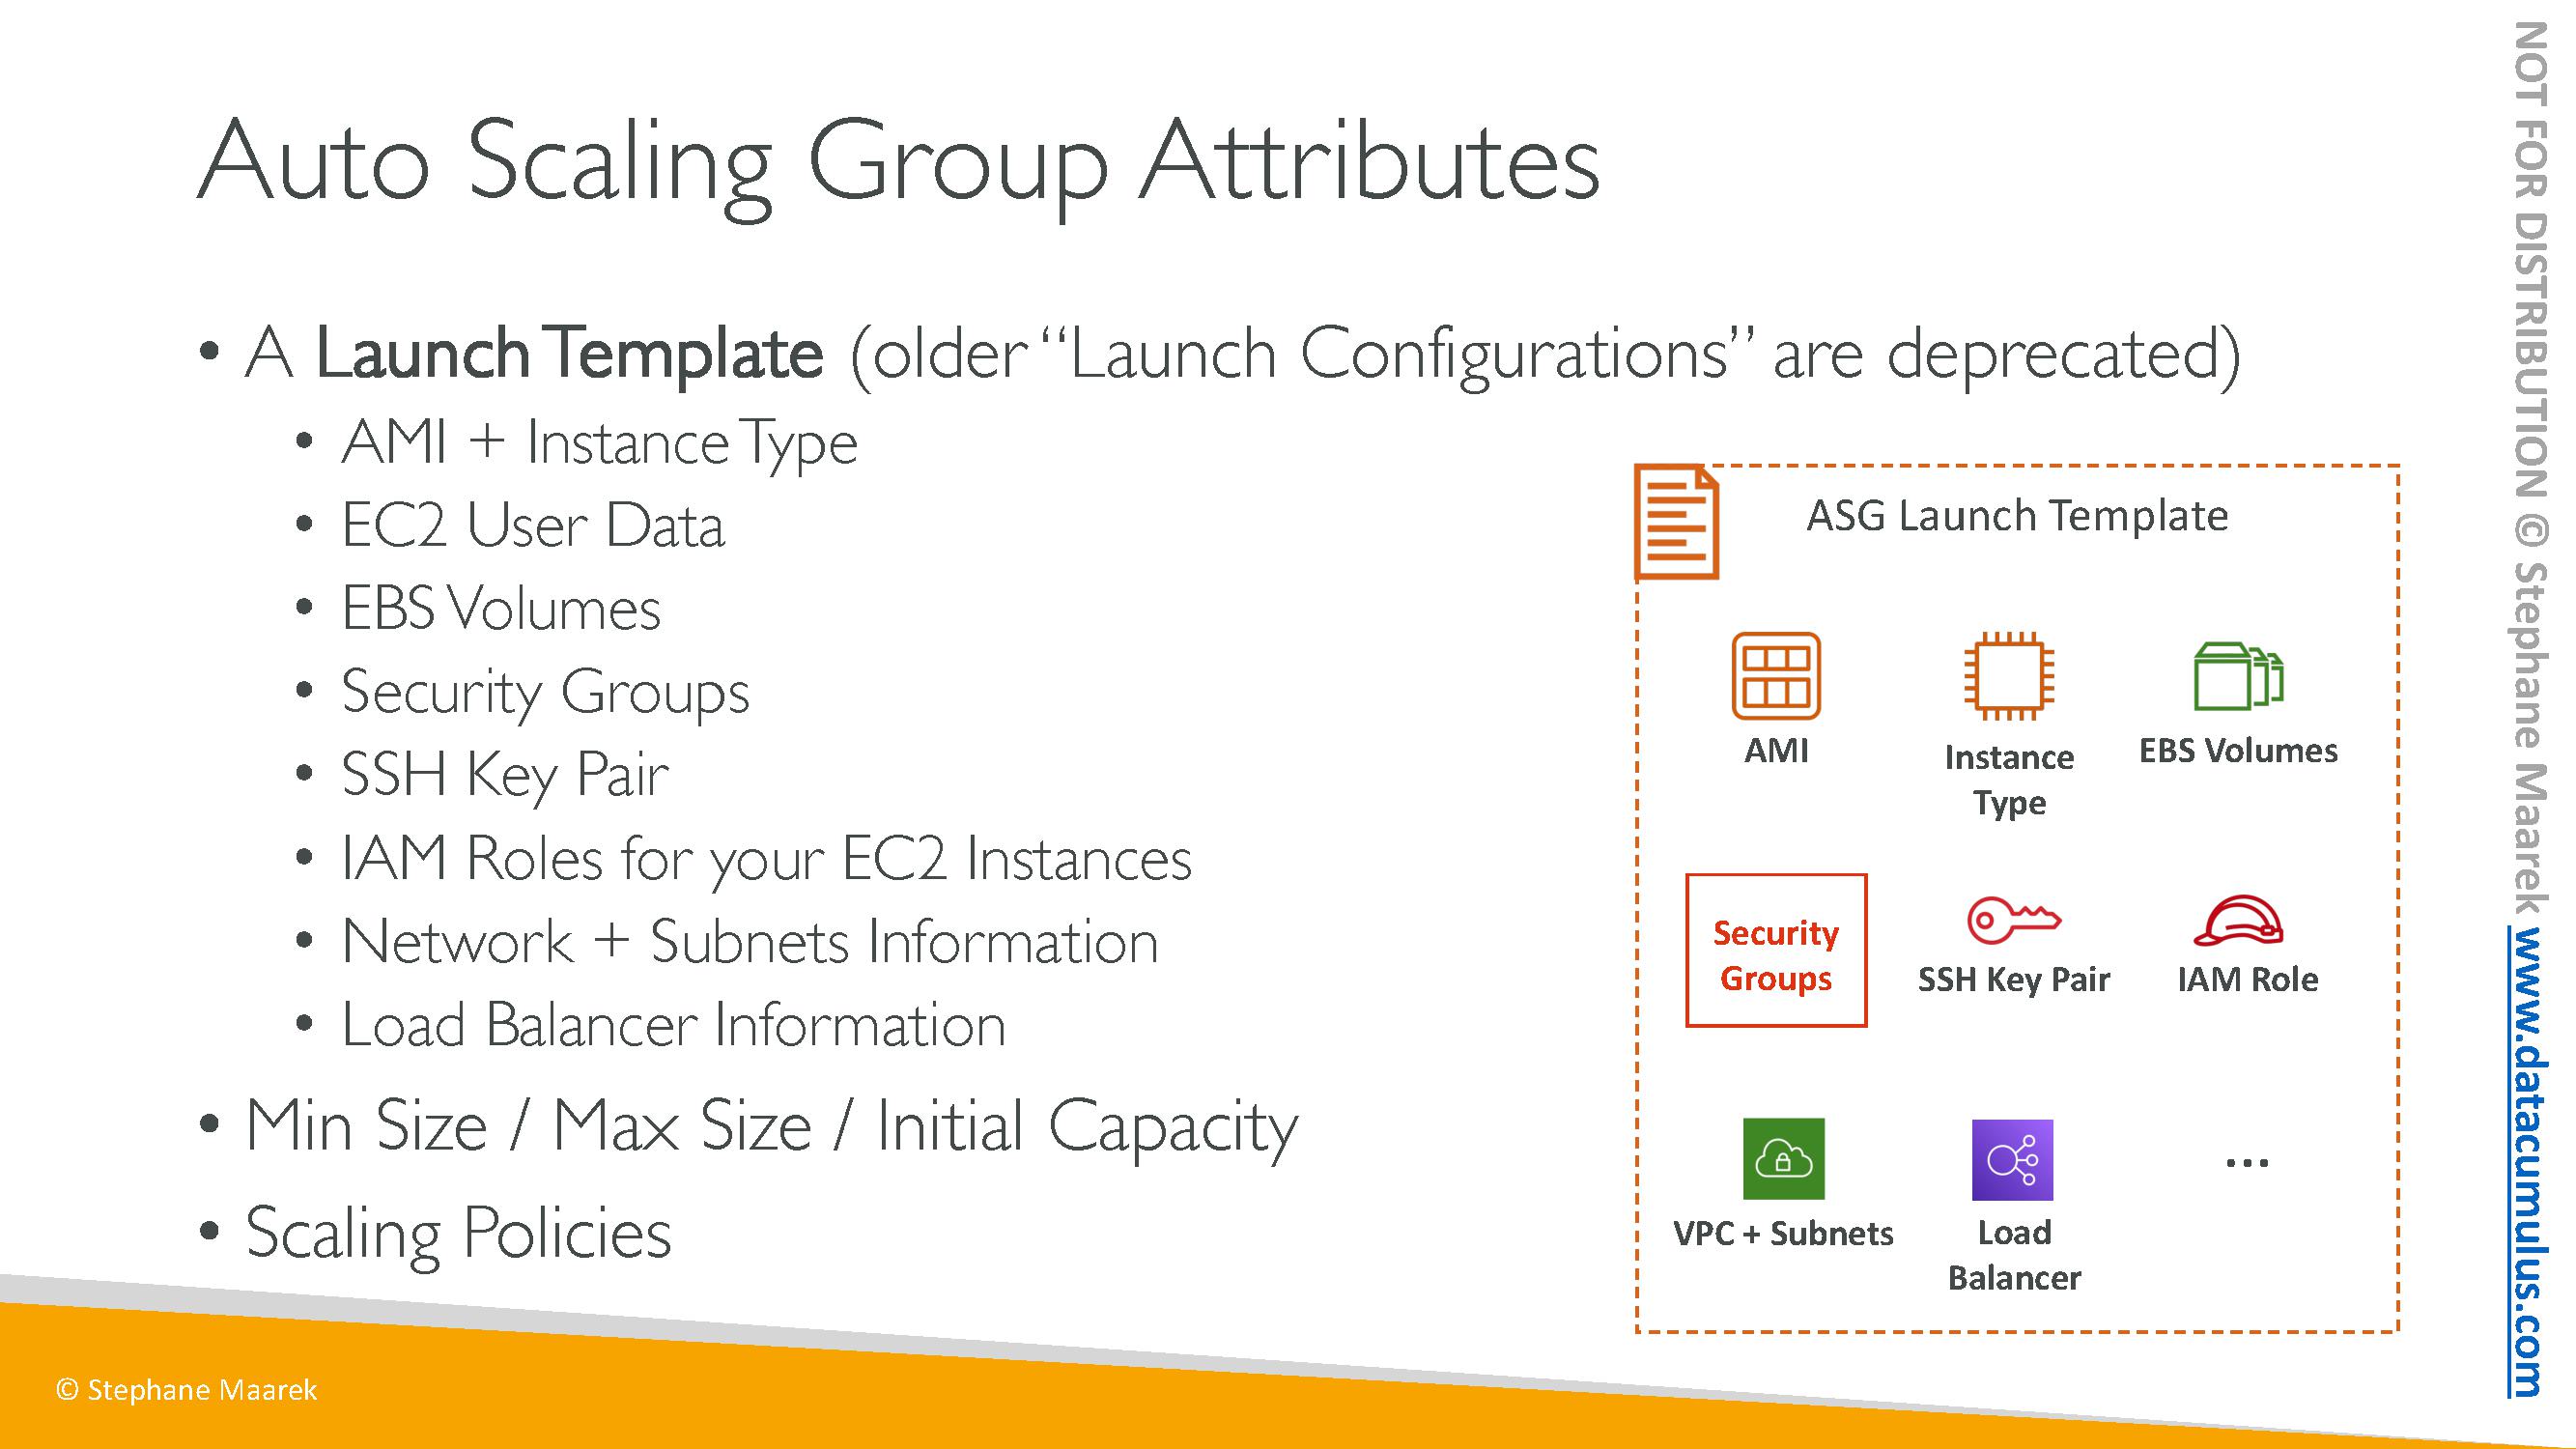 Auto Scaling Group Attributes
• A Launch Template (older “Launch Configurations” are deprecated)
• AMI + Instance Type
• EC2 User Data
• EBS Volumes
• Security Groups
• SSH Key Pair
• IAM Roles for your EC2 Instances
• Network + Subnets Information
• Load Balancer Information
• Min Size / Max Size / Initial Capacity
• Scaling Policies
ASG Launch Template
AMI
Instance
Type
EBS Volumes
Security
Groups
SSH Key Pair
IAM Role
VPC + Subnets
Load
Balancer
...
© Stephane Maarek
NOT FOR DISTRIBUTION © Stephane Maarek www.datacumulus.com